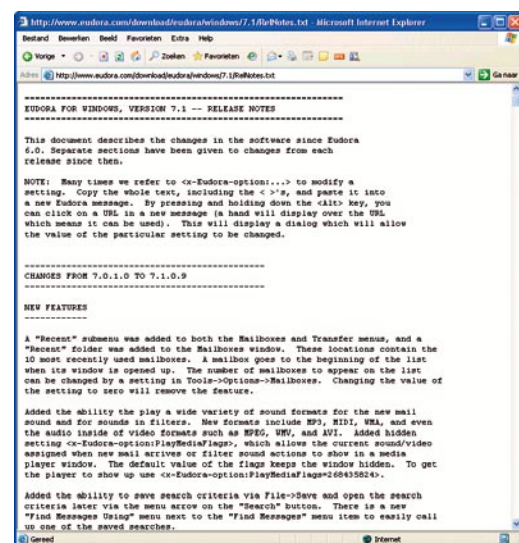 http://www.eudora.com/download/eudora/windows/7.1/RelNotes.txt - Microsoft Internet Explorer
Bestand Bewerken Beeld Favorieten Extra Help
Vorige Zoeken Favorieten
Adres http://www.eudora.com/download/eudora/windows/7.1/RelNotes.txt Ga naar
EUDORA FOR WINDOWS, VERSION 7.1 -- RELEASE NOTES
This document describes the changes in the software since Eudora
6.0. Separate sections have been given to changes from each
release since then.
NOTE: Many times we refer to <x-Eudora-option:...> to modify a
setting. Copy the whole text, including the < >'s, and paste it into
a new Eudora message. By pressing and holding down the <Alt> key, you
can click on a URL in a new message (a hand will display over the URL
which means it can be used). This will display a dialog which will allow
the value of the particular setting to be changed.
CHANGES FROM 7.0.1.0 TO 7.1.0.9
NEW FEATURES
A "Recent" submenu was added to both the Mailboxes and Transfer menus, and a
"Recent" folder was added to the Mailboxes window. These locations contain the
10 most recently used mailboxes. A mailbox goes to the beginning of the list
when its window is opened up. The number of mailboxes to appear on the list
can be changed by a setting in Tools->Options->Mailboxes. Changing the value of
the setting to zero will remove the feature.
Added the ability the play a wide variety of sound formats for the new mail
sound and for sounds in filters. New formats include MP3, MIDI, WMA, and even
the audio inside of video formats such as MPEG, WMV, and AVI. Added hidden
setting <x-Eudora-option:PlayMediaFlags>, which allows the current sound/video
assigned when new mail arrives or filter sound actions to show in a media
player window. The default value of the flags keeps the window hidden. To get
the player to show up use <x-Eudora-option:PlayMediaFlags=268435824>.
Added the ability to save search criteria via File->Save and open the search
criteria later via the menu arrow on the "Search" button. There is a new
"Find Messages Using" menu next to the "Find Messages" menu item to easily call
up one of the saved searches.
Gereed Internet